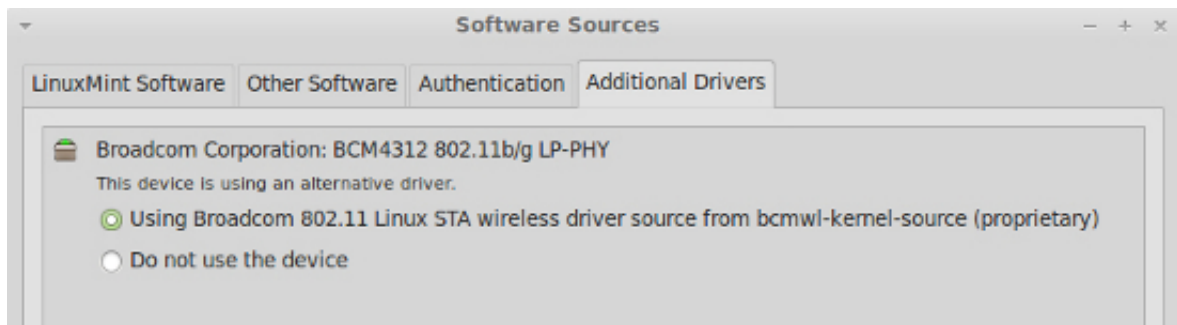 Software Sources
LinuxMint Software Other Software Authentication Additional Drivers
Broadcom Corporation: BCM4312 802.11b/g LP-PHY
This device is using an alternative driver.
Using Broadcom 802.11 Linux STA wireless driver source from bcmwl-kernel-source (proprietary)
Do not use the device